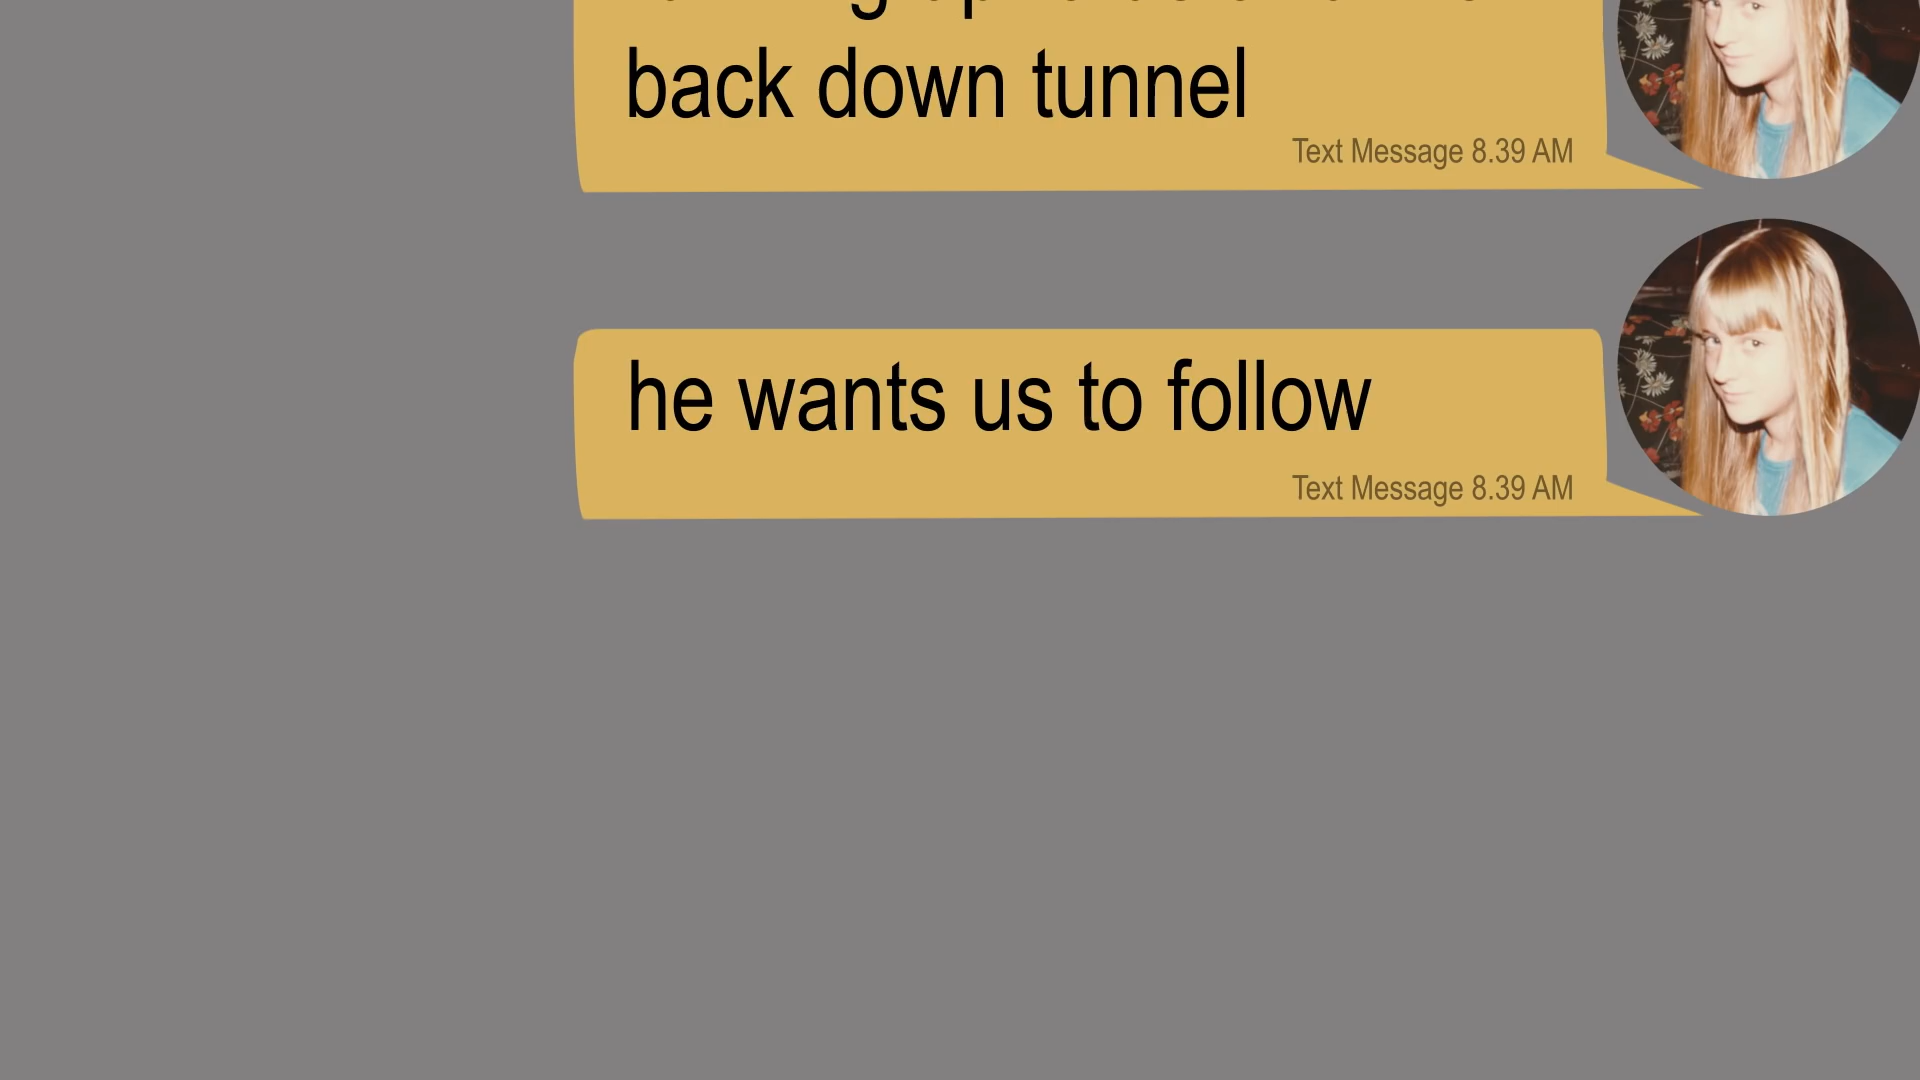 back down tunnel
Text Message 8.39 AM
he wants us to follow
Text Message 8.39 AM